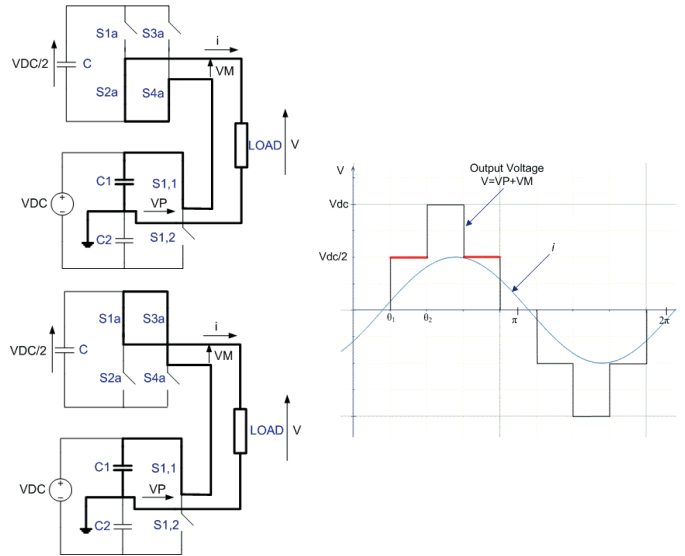 S1a
S3a
i
VDC/2
C
VM
S2a
S4a
LOAD
V
C1
S1,1
VDC
VP
C2
S1,2
S1a
S3a
i
VDC/2
C
VM
S2a
S4a
LOAD
V
C1
S1,1
VDC
VP
C2
S1,2
V
Output Voltage
V=VP+VM
Vdc
Vdc/2
i
θ1
θ2
π
2π